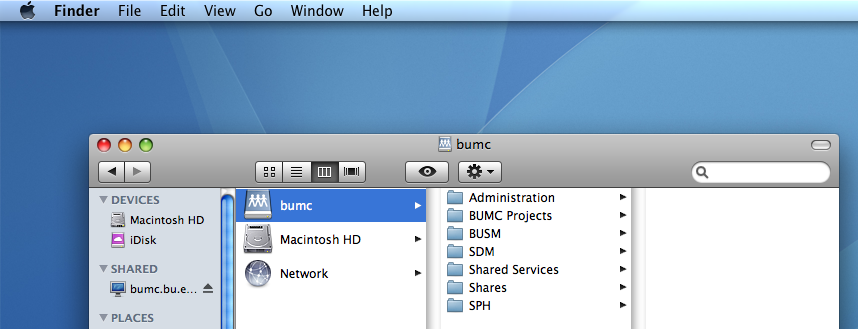 Finder File Edit View Go Window Help
bumc
DEVICES
Macintosh HD
iDisk
SHARED
bumc.bu.e...
PLACES
bumc
Macintosh HD
Network
Administration
BUMC Projects
BUSM
SDM
Shared Services
Shares
SPH